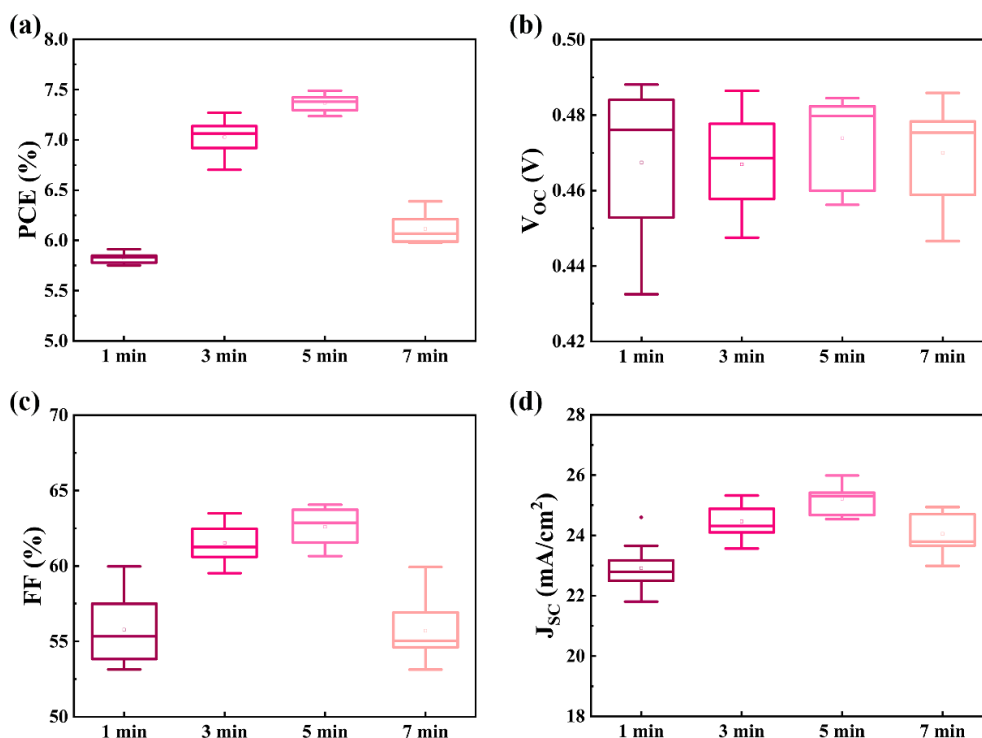 (a)
8.0
7.5
7.0
6.5
6.0
5.5
5.0
PCE (%)
1 min 3 min 5 min 7 min
(b)
0.50
0.48
0.46
0.44
0.42
V_OC (V)
1 min 3 min 5 min 7 min
(c)
70
65
60
55
50
FF (%)
1 min 3 min 5 min 7 min
(d)
28
26
24
22
20
18
J_SC (mA/cm²)
1 min 3 min 5 min 7 min